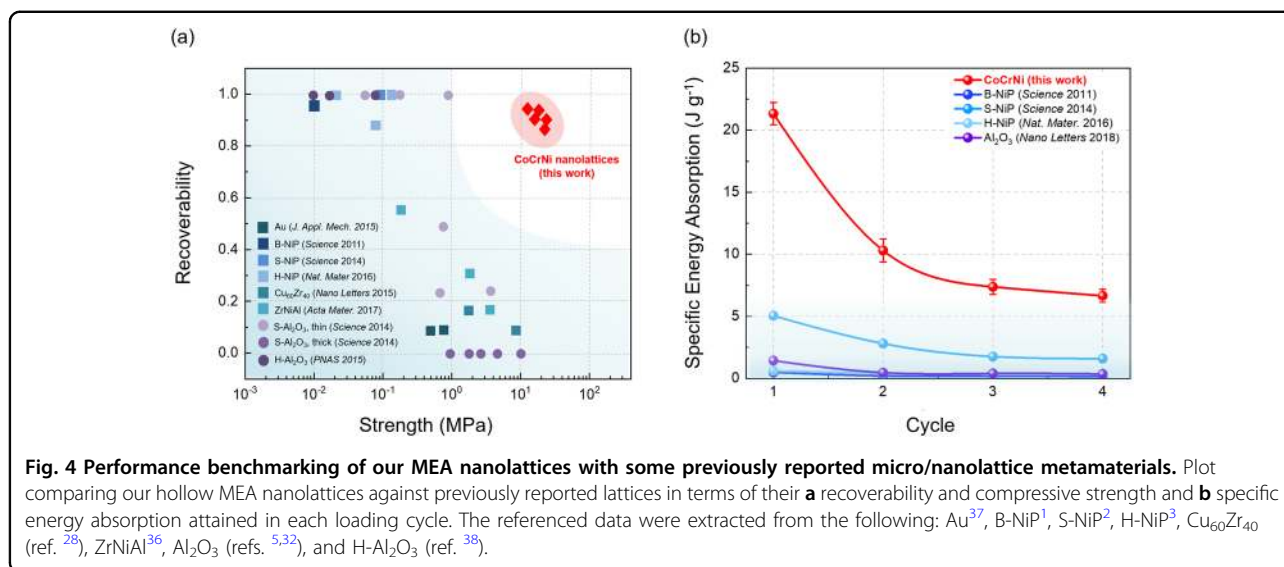 (a)
(b)
Recoverability
1.0
0.8
0.6
0.4
0.2
0.0
10⁻³
10⁻²
10⁻¹
10⁰
10¹
10²
Strength (MPa)
CoCrNi nanolattices
(this work)
Au (J. Appl. Mech. 2015)
B-NiP (Science 2011)
S-NiP (Science 2014)
H-NiP (Nat. Mater 2016)
Cu₆₀Zr₄₀ (Nano Letters 2015)
ZrNiAl (Acta Mater. 2017)
S-Al₂O₃, thin (Science 2014)
S-Al₂O₃, thick (Science 2014)
H-Al₂O₃ (PNAS 2015)
Specific Energy Absorption (J g⁻¹)
25
20
15
10
5
0
1
2
3
4
Cycle
CoCrNi (this work)
B-NiP (Science 2011)
S-NiP (Science 2014)
H-NiP (Nat. Mater. 2016)
Al₂O₃ (Nano Letters 2018)
Fig. 4 Performance benchmarking of our MEA nanolattices with some previously reported micro/nanolattice metamaterials. Plot
comparing our hollow MEA nanolattices against previously reported lattices in terms of their a recoverability and compressive strength and b specific
energy absorption attained in each loading cycle. The referenced data were extracted from the following: Au³⁷, B-NiP¹, S-NiP², H-NiP³, Cu₆₀Zr₄₀
(ref. ²⁸), ZrNiAl³⁶, Al₂O₃ (refs. ⁵,³²), and H-Al₂O₃ (ref. ³⁸).